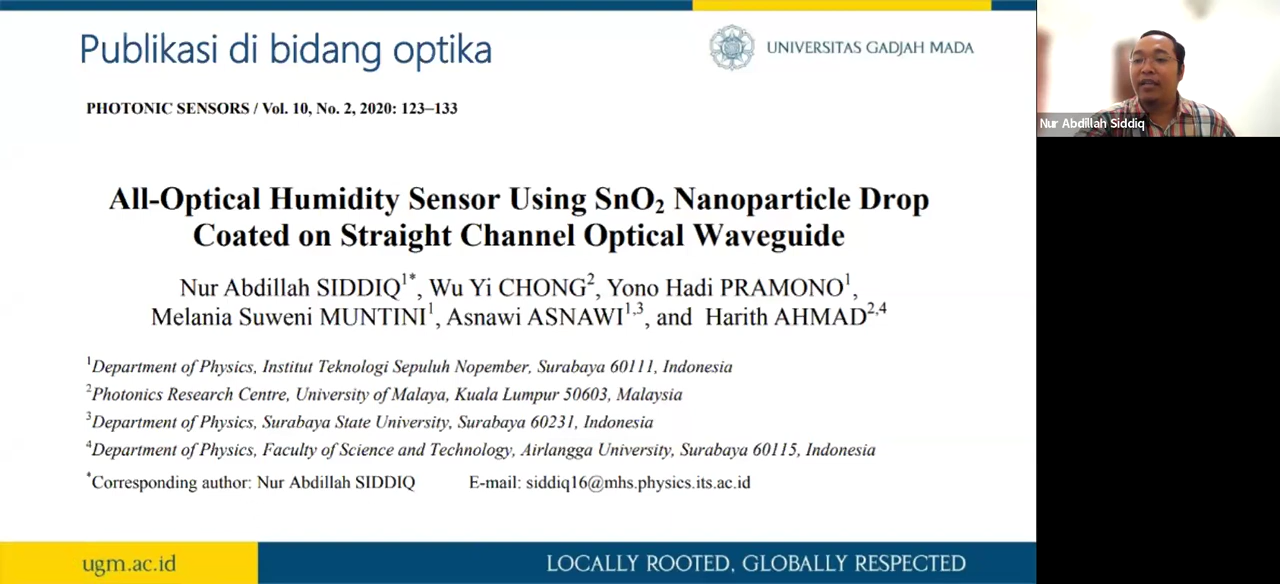 Publikasi di bidang optika
UNIVERSITAS GADJAH MADA
PHOTONIC SENSORS / Vol. 10, No. 2, 2020: 123–133
All-Optical Humidity Sensor Using SnO₂ Nanoparticle Drop
Coated on Straight Channel Optical Waveguide
Nur Abdillah SIDDIQ¹*, Wu Yi CHONG², Yono Hadi PRAMONO¹,
Melania Suweni MUNTINI¹, Asnawi ASNAWI¹,³, and Harith AHMAD²,⁴
¹Department of Physics, Institut Teknologi Sepuluh Nopember, Surabaya 60111, Indonesia
²Photonics Research Centre, University of Malaya, Kuala Lumpur 50603, Malaysia
³Department of Physics, Surabaya State University, Surabaya 60231, Indonesia
⁴Department of Physics, Faculty of Science and Technology, Airlangga University, Surabaya 60115, Indonesia
*Corresponding author: Nur Abdillah SIDDIQ E-mail: siddiq16@mhs.physics.its.ac.id
ugm.ac.id
LOCALLY ROOTED, GLOBALLY RESPECTED
Nur Abdillah Siddiq